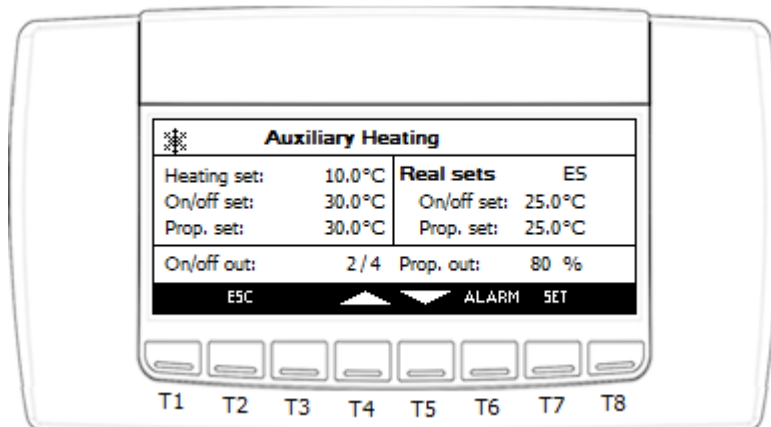 Auxiliary Heating
Heating set: 10.0°C Real sets ES
On/off set: 30.0°C On/off set: 25.0°C
Prop. set: 30.0°C Prop. set: 25.0°C
On/off out: 2/4 Prop. out: 80 %
ESC ALARM SET
T1 T2 T3 T4 T5 T6 T7 T8